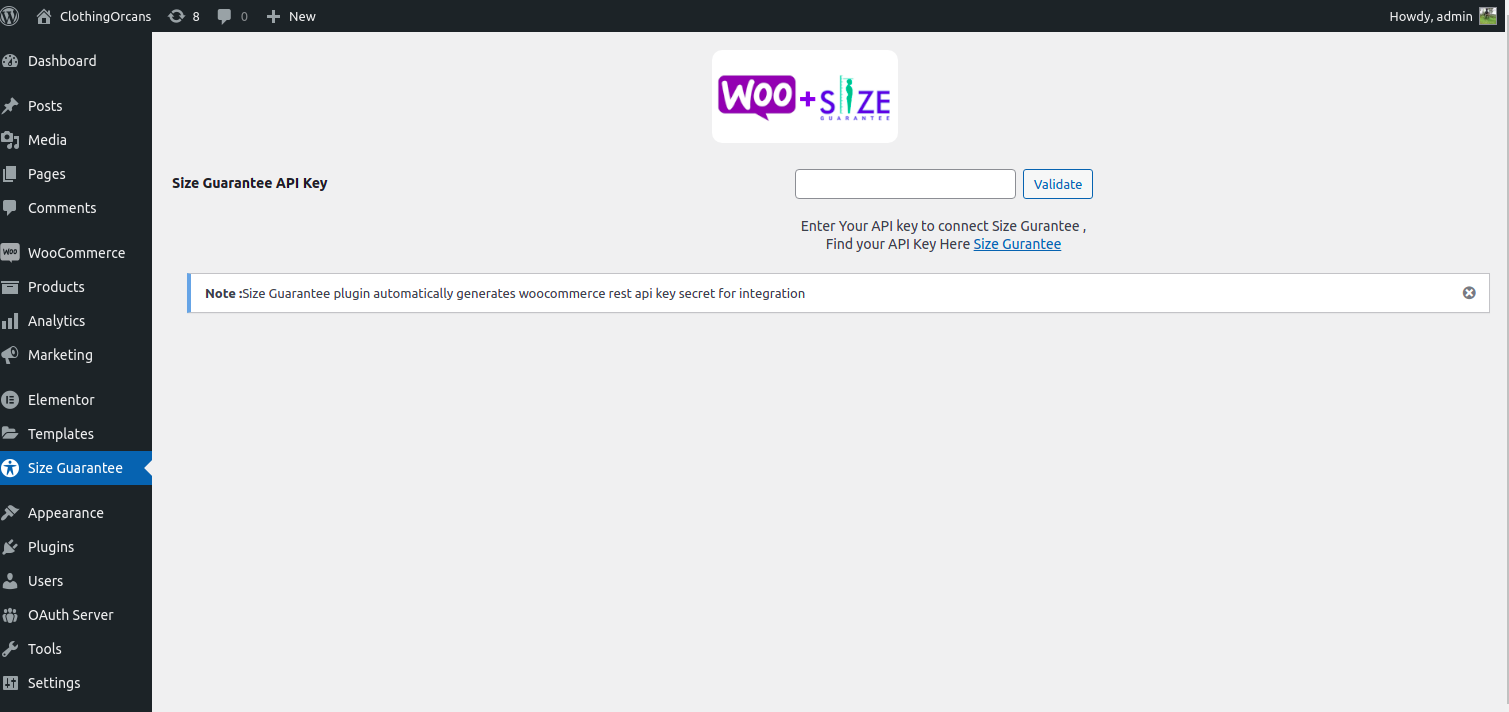 ClothingOrcans 8 0 New
Howdy, admin
Dashboard
Posts
Media
Pages
Comments
WooCommerce
Products
Analytics
Marketing
Elementor
Templates
Size Guarantee
Appearance
Plugins
Users
OAuth Server
Tools
Settings
WOO+SIZE
GUARANTEE
Size Guarantee API Key
Validate
Enter Your API key to connect Size Gurantee ,
Find your API Key Here Size Gurantee
Note :Size Guarantee plugin automatically generates woocommerce rest api key secret for integration